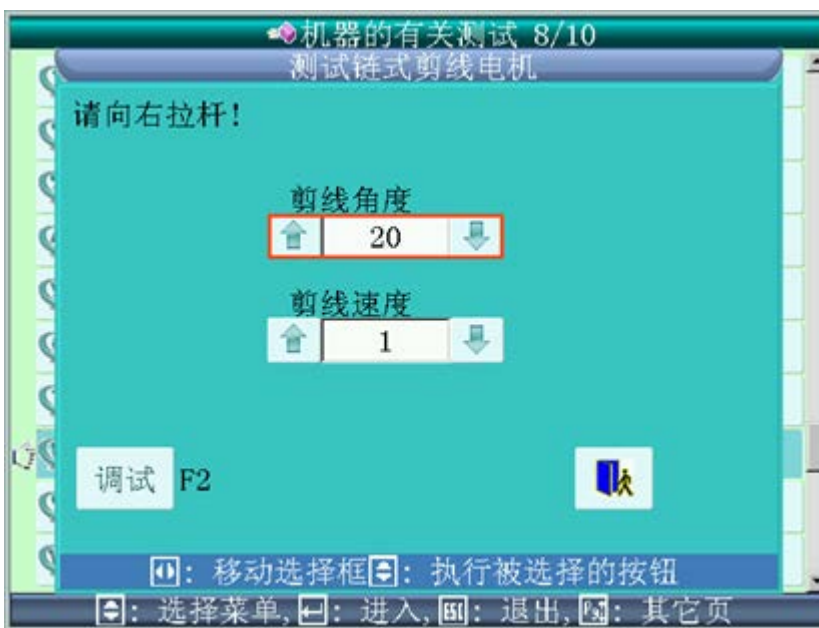 机器的有关测试 8/10
测试链式剪线电机
请向右拉杆!
剪线角度
20
剪线速度
1
调试 F2
: 移动选择框 : 执行被选择的按钮
: 选择菜单, : 进入, ESC : 退出, : 其它页